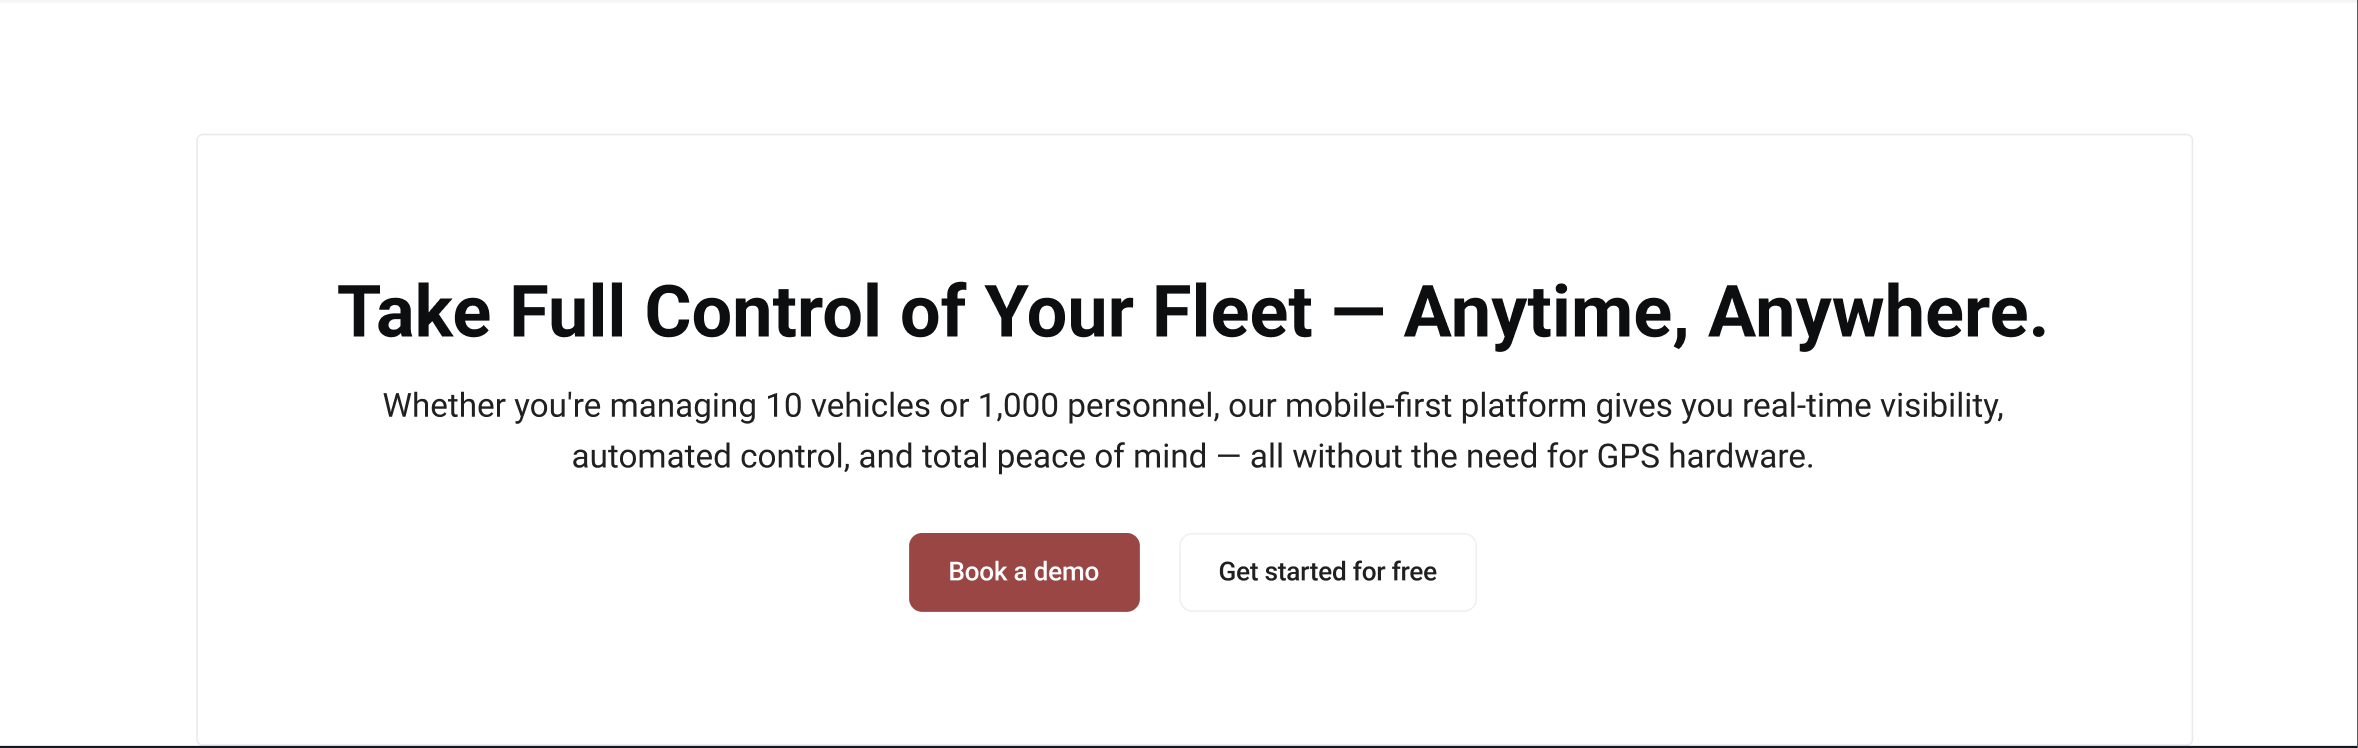 Take Full Control of Your Fleet — Anytime, Anywhere.
Whether you're managing 10 vehicles or 1,000 personnel, our mobile-first platform gives you real-time visibility,
automated control, and total peace of mind — all without the need for GPS hardware.
Book a demo
Get started for free